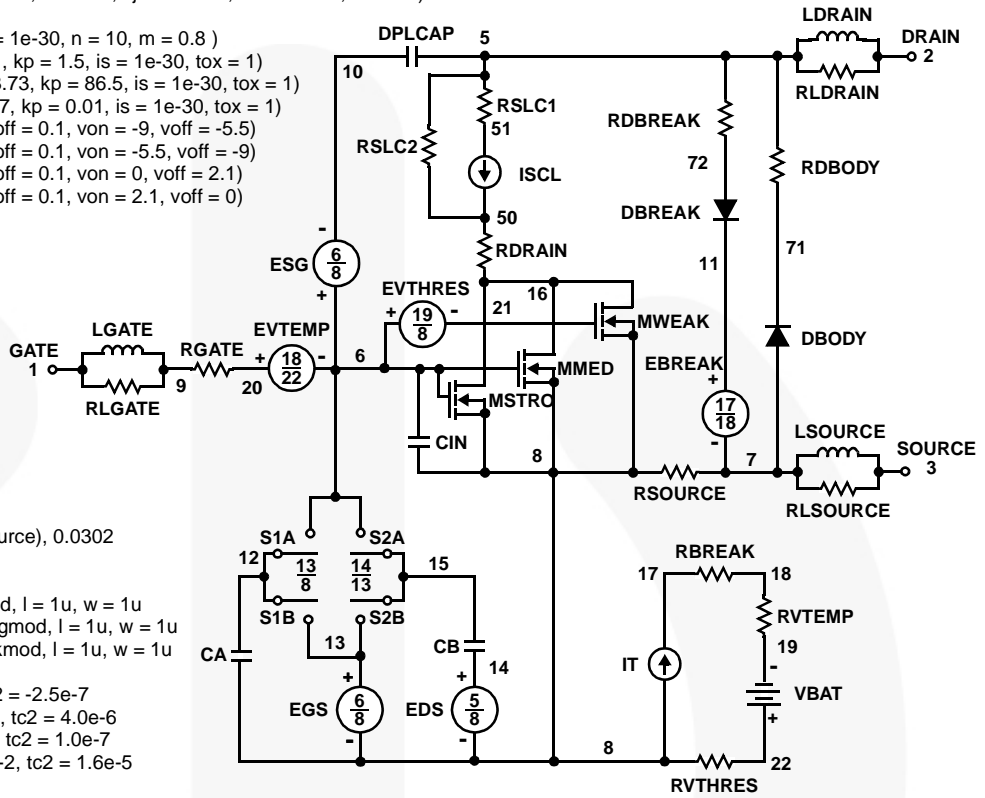 = 1e-30, n = 10, m = 0.8 )
, kp = 1.5, is = 1e-30, tox = 1)
.73, kp = 86.5, is = 1e-30, tox = 1)
7, kp = 0.01, is = 1e-30, tox = 1)
off = 0.1, von = -9, voff = -5.5)
off = 0.1, von = -5.5, voff = -9)
off = 0.1, von = 0, voff = 2.1)
off = 0.1, von = 2.1, voff = 0)
urce), 0.0302
d, l = 1u, w = 1u
gmod, l = 1u, w = 1u
kmod, l = 1u, w = 1u
2 = -2.5e-7
, tc2 = 4.0e-6
tc2 = 1.0e-7
-2, tc2 = 1.6e-5
LDRAIN
DPLCAP 5 DRAIN
10 2
RLDRAIN
RSLC1
51
RSLC2
ISCL
50
RDRAIN
RDBREAK
72
RDBODY
DBREAK
71
11
- 
ESG 6/8
+
EVTHRES
+ 19/8 -
16
21
MWEAK
LGATE
EVTEMP
GATE
1
RGATE
+ 18/22 -
6
9
20
RLGATE
MMED
MSTRO
EBREAK
+
17/18
-
DBODY
CIN
8
RSOURCE
7
LSOURCE
SOURCE
3
RLSOURCE
S1A S2A
12 13/8 14/13 15
S1B S2B
13
CA
CB
14
+ +
EGS 6/8 EDS 5/8
- -
8
RBREAK
17 18
RVTEMP
19
-
IT
VBAT
+
22
RVTHRES